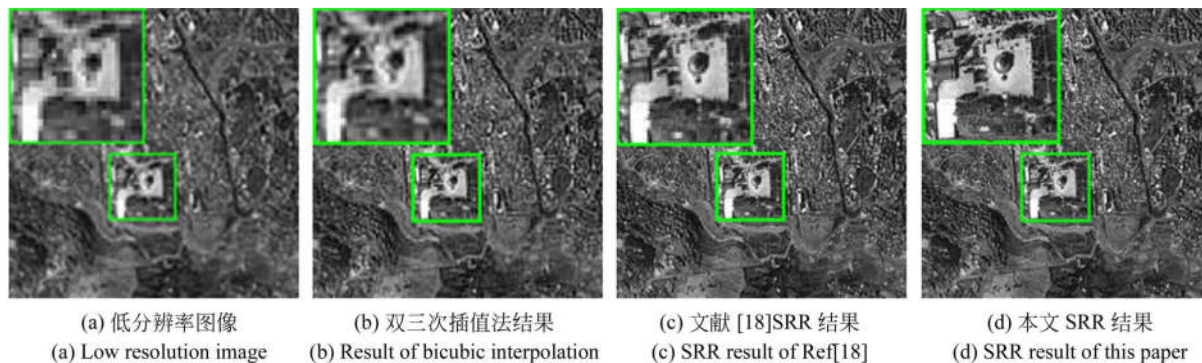 (a) 低分辨率图像
(a) Low resolution image
(b) 双三次插值法结果
(b) Result of bicubic interpolation
(c) 文献 [18]SRR 结果
(c) SRR result of Ref[18]
(d) 本文 SRR 结果
(d) SRR result of this paper